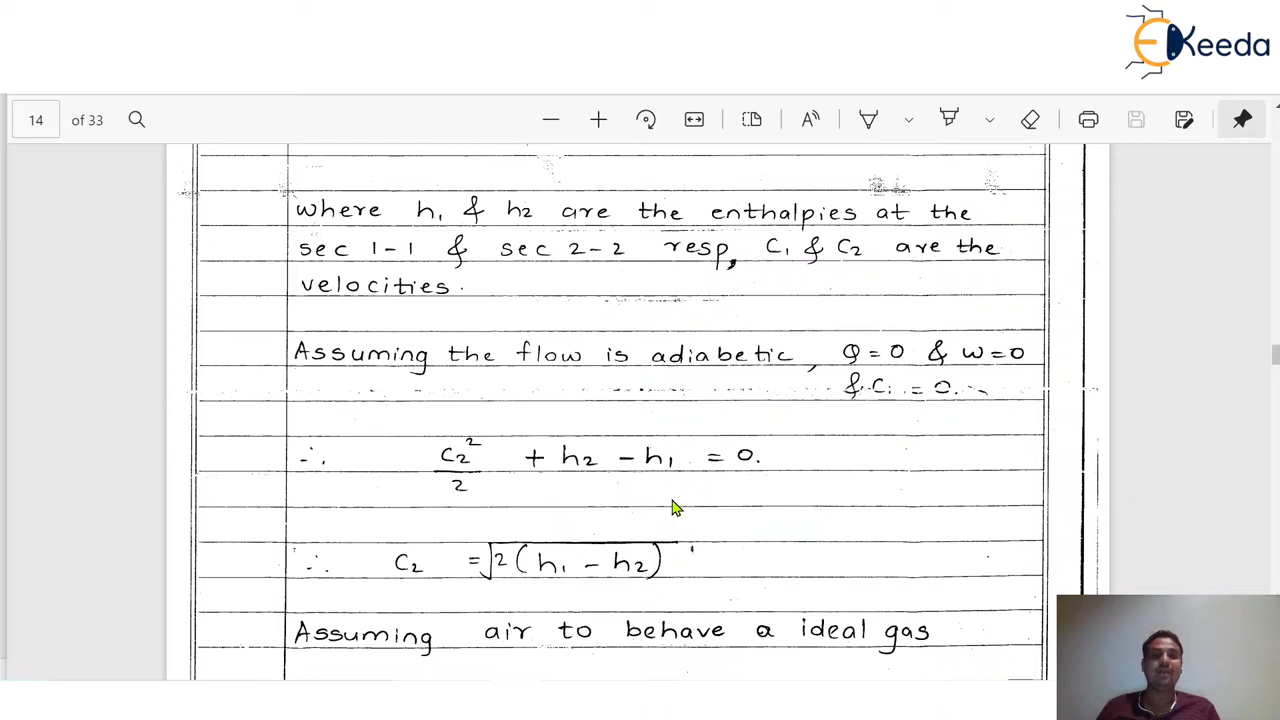 EKeeda
14 of 33
where h₁ & h₂ are the enthalpies at the
sec 1-1 & sec 2-2 resp, C₁ & C₂ are the
velocities.
Assuming the flow is adiabetic, Q = 0 & w = 0
& C₁ = 0.
∴ C₂²/2 + h₂ - h₁ = 0.
∴ C₂ = √2(h₁ - h₂)
Assuming air to behave a ideal gas